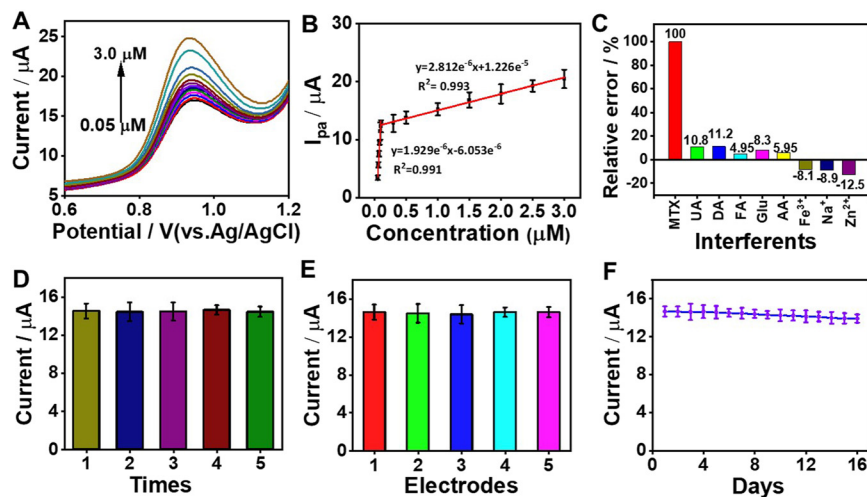 A
Current / μA
25
20
15
10
5
3.0 μM
0.05 μM
0.6
0.8
1.0
1.2
Potential / V(vs.Ag/AgCl)
B
Ipa / μA
40
30
20
10
0
y=2.812e⁻⁶x+1.226e⁻⁵
R²= 0.993
y=1.929e⁻⁶x-6.053e⁻⁶
R²=0.991
0.0 0.5 1.0 1.5 2.0 2.5 3.0
Concentration (μM)
C
Relative error / %
100
80
60
40
20
0
-20
100
10.8
11.2
4.95
8.3
5.95
-8.1
-8.9
-12.5
MTX
UA
DA
FA
Glu
AA
Fe³⁺
Na⁺
Zn²⁺
Interferents
D
Current / μA
20
16
12
8
4
0
1 2 3 4 5
Times
E
Current / μA
20
16
12
8
4
0
1 2 3 4 5
Electrodes
F
Current / μA
20
16
12
8
4
0
0 4 8 12 16
Days